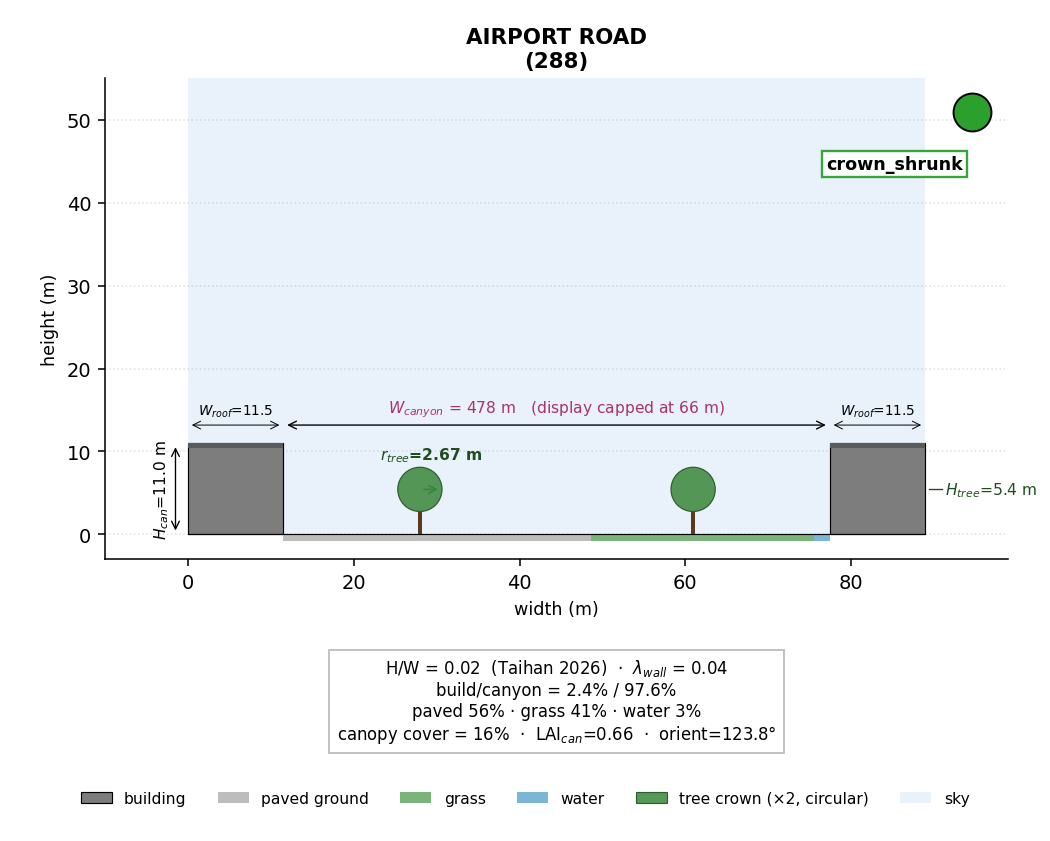 AIRPORT ROAD
(288)
50
40
30
20
10
0
height (m)
crown_shrunk
W_roof=11.5
W_canyon = 478 m (display capped at 66 m)
W_roof=11.5
r_tree=2.67 m
H_can=11.0 m
H_tree=5.4 m
0 20 40 60 80
width (m)
H/W = 0.02 (Taihan 2026) · λ_wall = 0.04
build/canyon = 2.4% / 97.6%
paved 56% · grass 41% · water 3%
canopy cover = 16% · LAI_can=0.66 · orient=123.8°
building paved ground grass water tree crown (×2, circular) sky